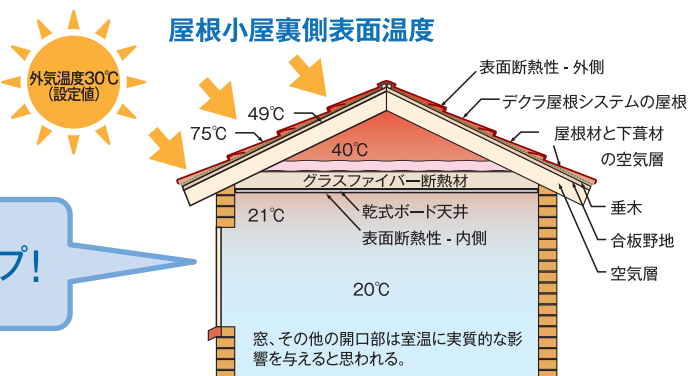 屋根小屋裏側表面温度
外気温度30℃
(設定値)
表面断熱性 - 外側
デクラ屋根システムの屋根
屋根材と下葺材
の空気層
49℃
75℃
40℃
グラスファイバー断熱材
乾式ボード天井
表面断熱性 - 内側
21℃
20℃
垂木
合板野地
空気層
プ!
窓、その他の開口部は室温に実質的な影
響を与えると思われる。